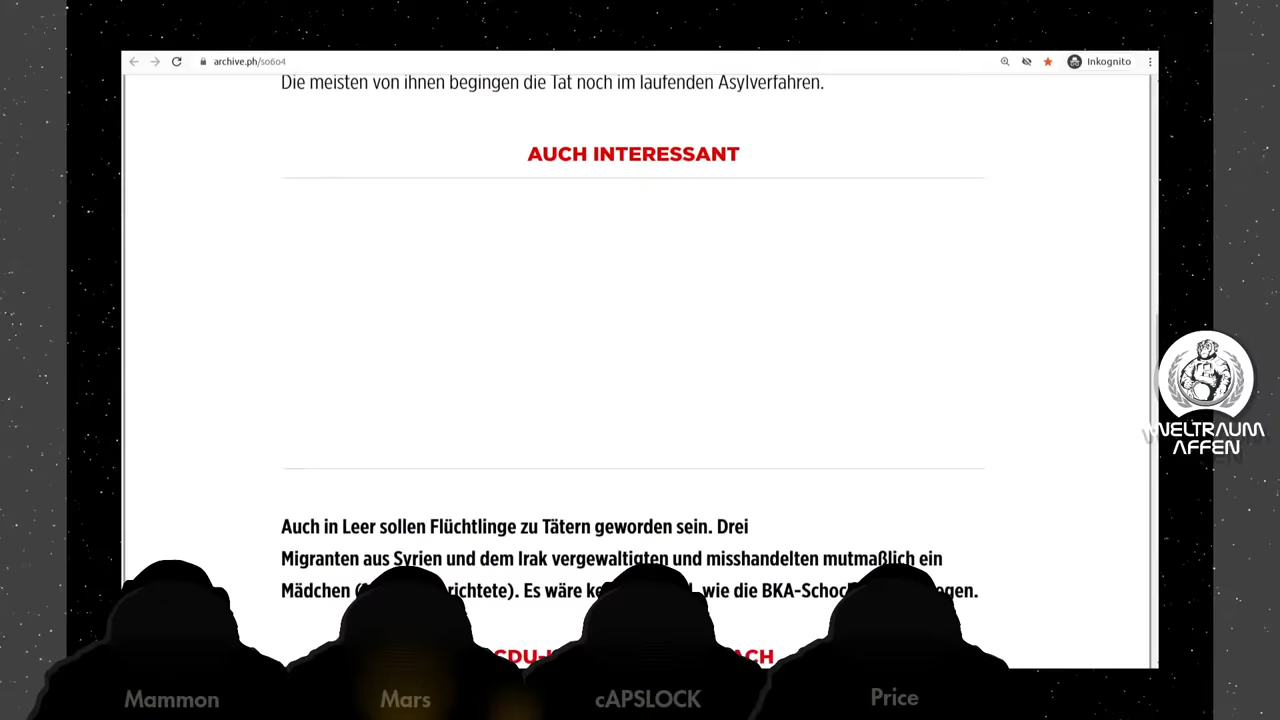 archive.ph/so6o4
Inkognito
Die meisten von ihnen begingen die Tat noch im laufenden Asylverfahren.
AUCH INTERESSANT
WELTRAUM
AFFEN
Auch in Leer sollen Flüchtlinge zu Tätern geworden sein. Drei
Migranten aus Syrien und dem Irak vergewaltigten und misshandelten mutmaßlich ein
Mädchen ( richtete). Es wäre wie die BKA-Schoc
CDU- ACH
Mammon
Mars
cAPSLOCK
Price